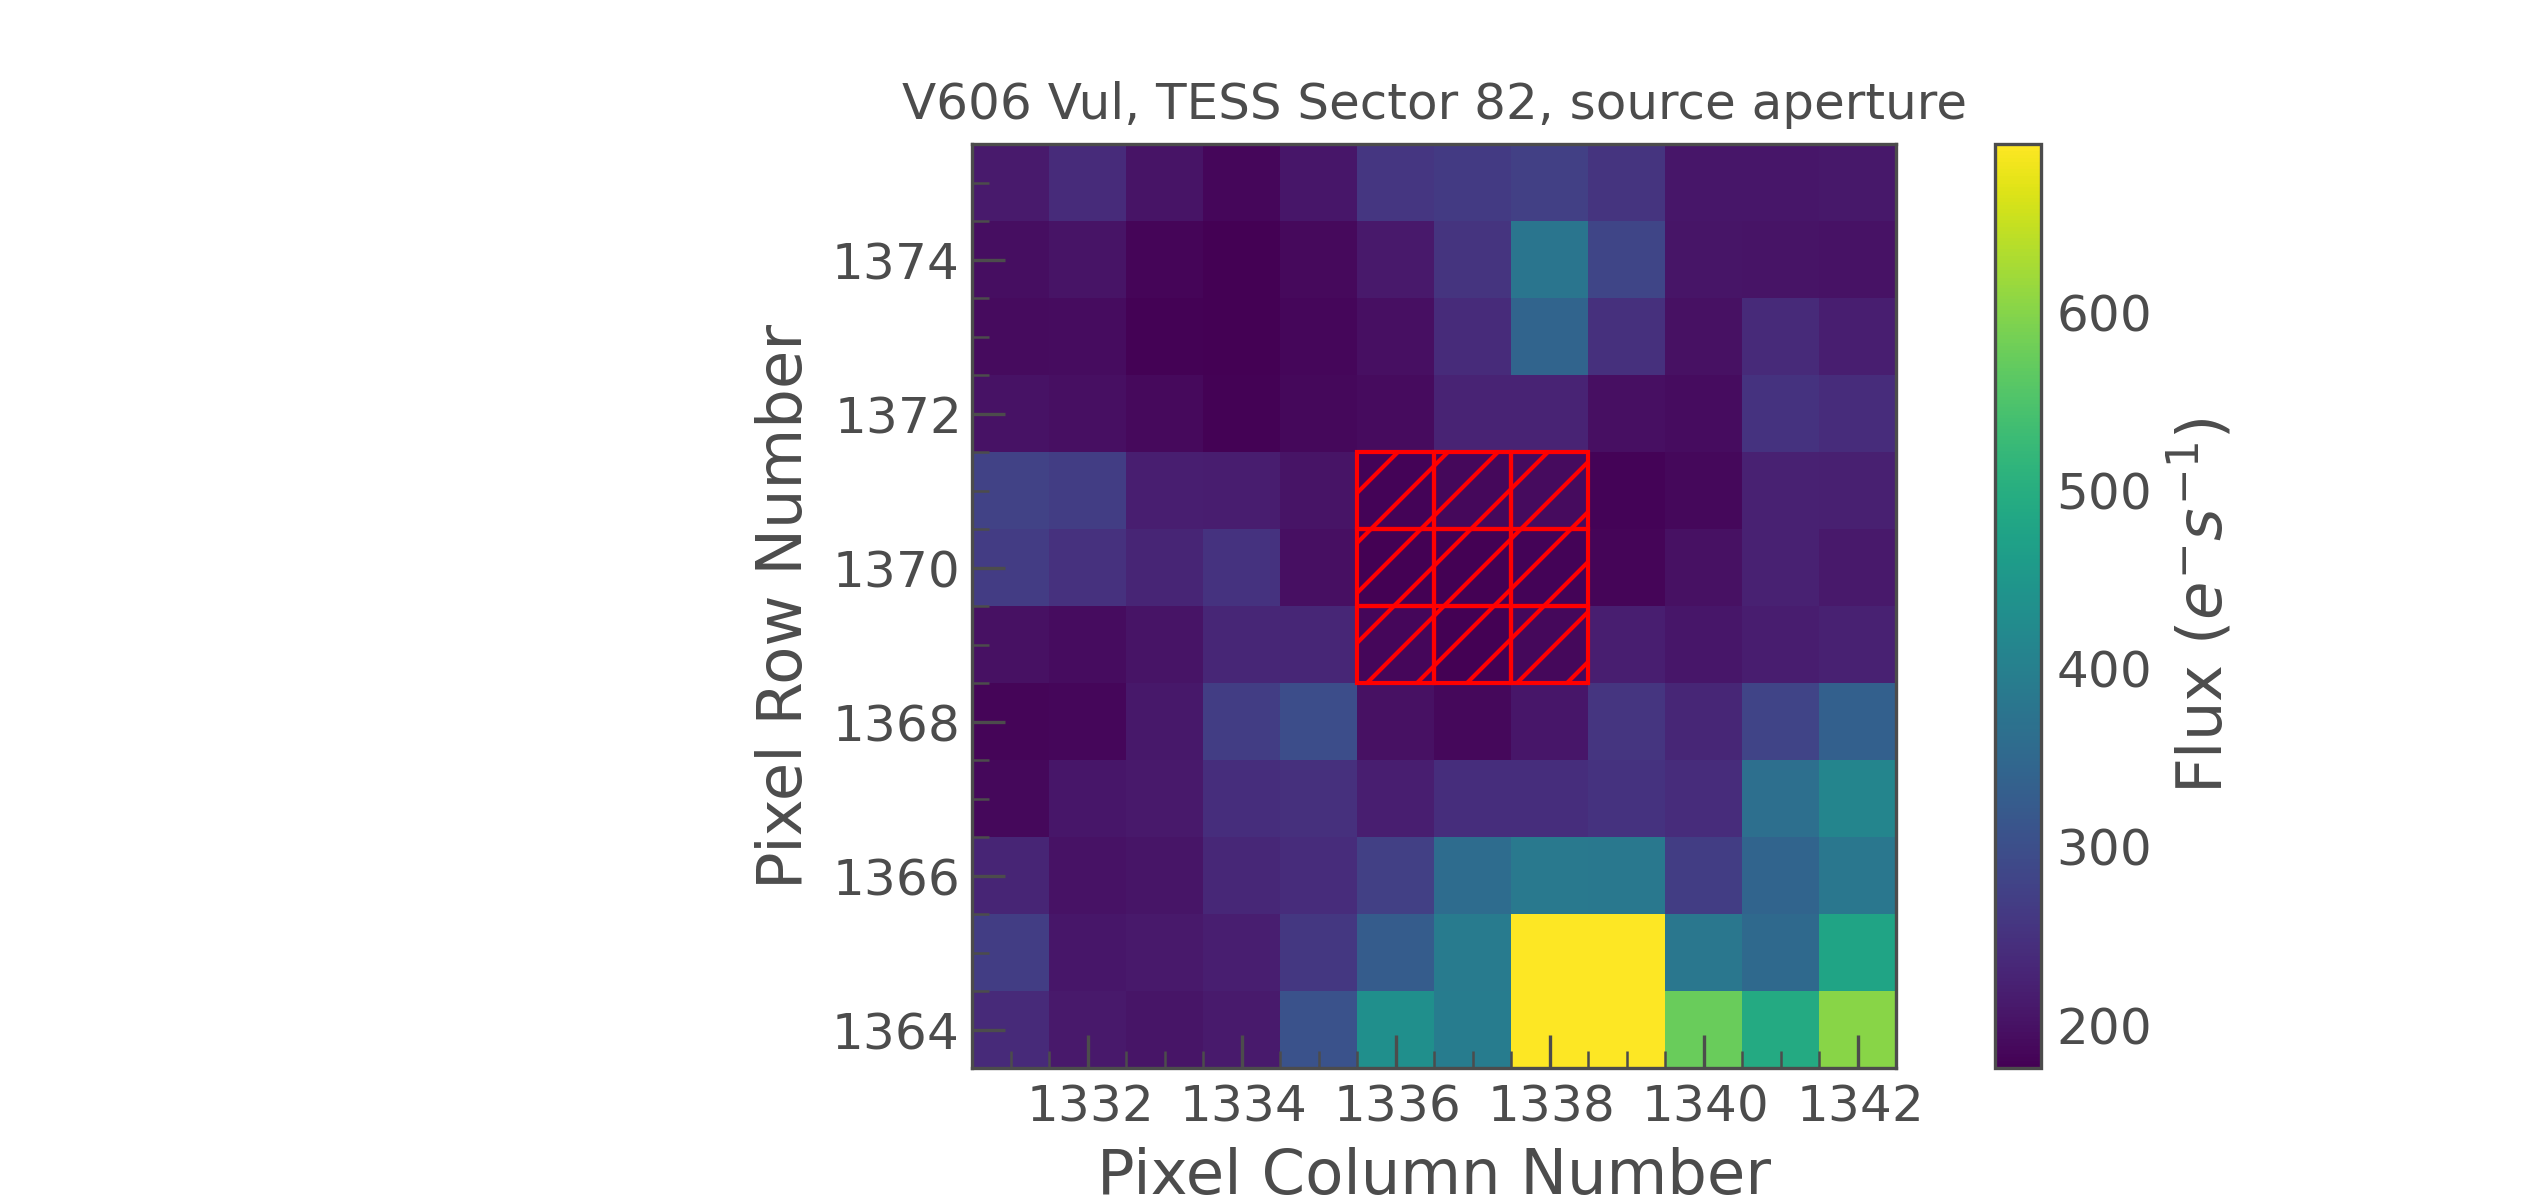 V606 Vul, TESS Sector 82, source aperture
1374
1372
1370
1368
1366
1364
Pixel Row Number
1332 1334 1336 1338 1340 1342
Pixel Column Number
600
500
400
300
200
Flux (e⁻s⁻¹)